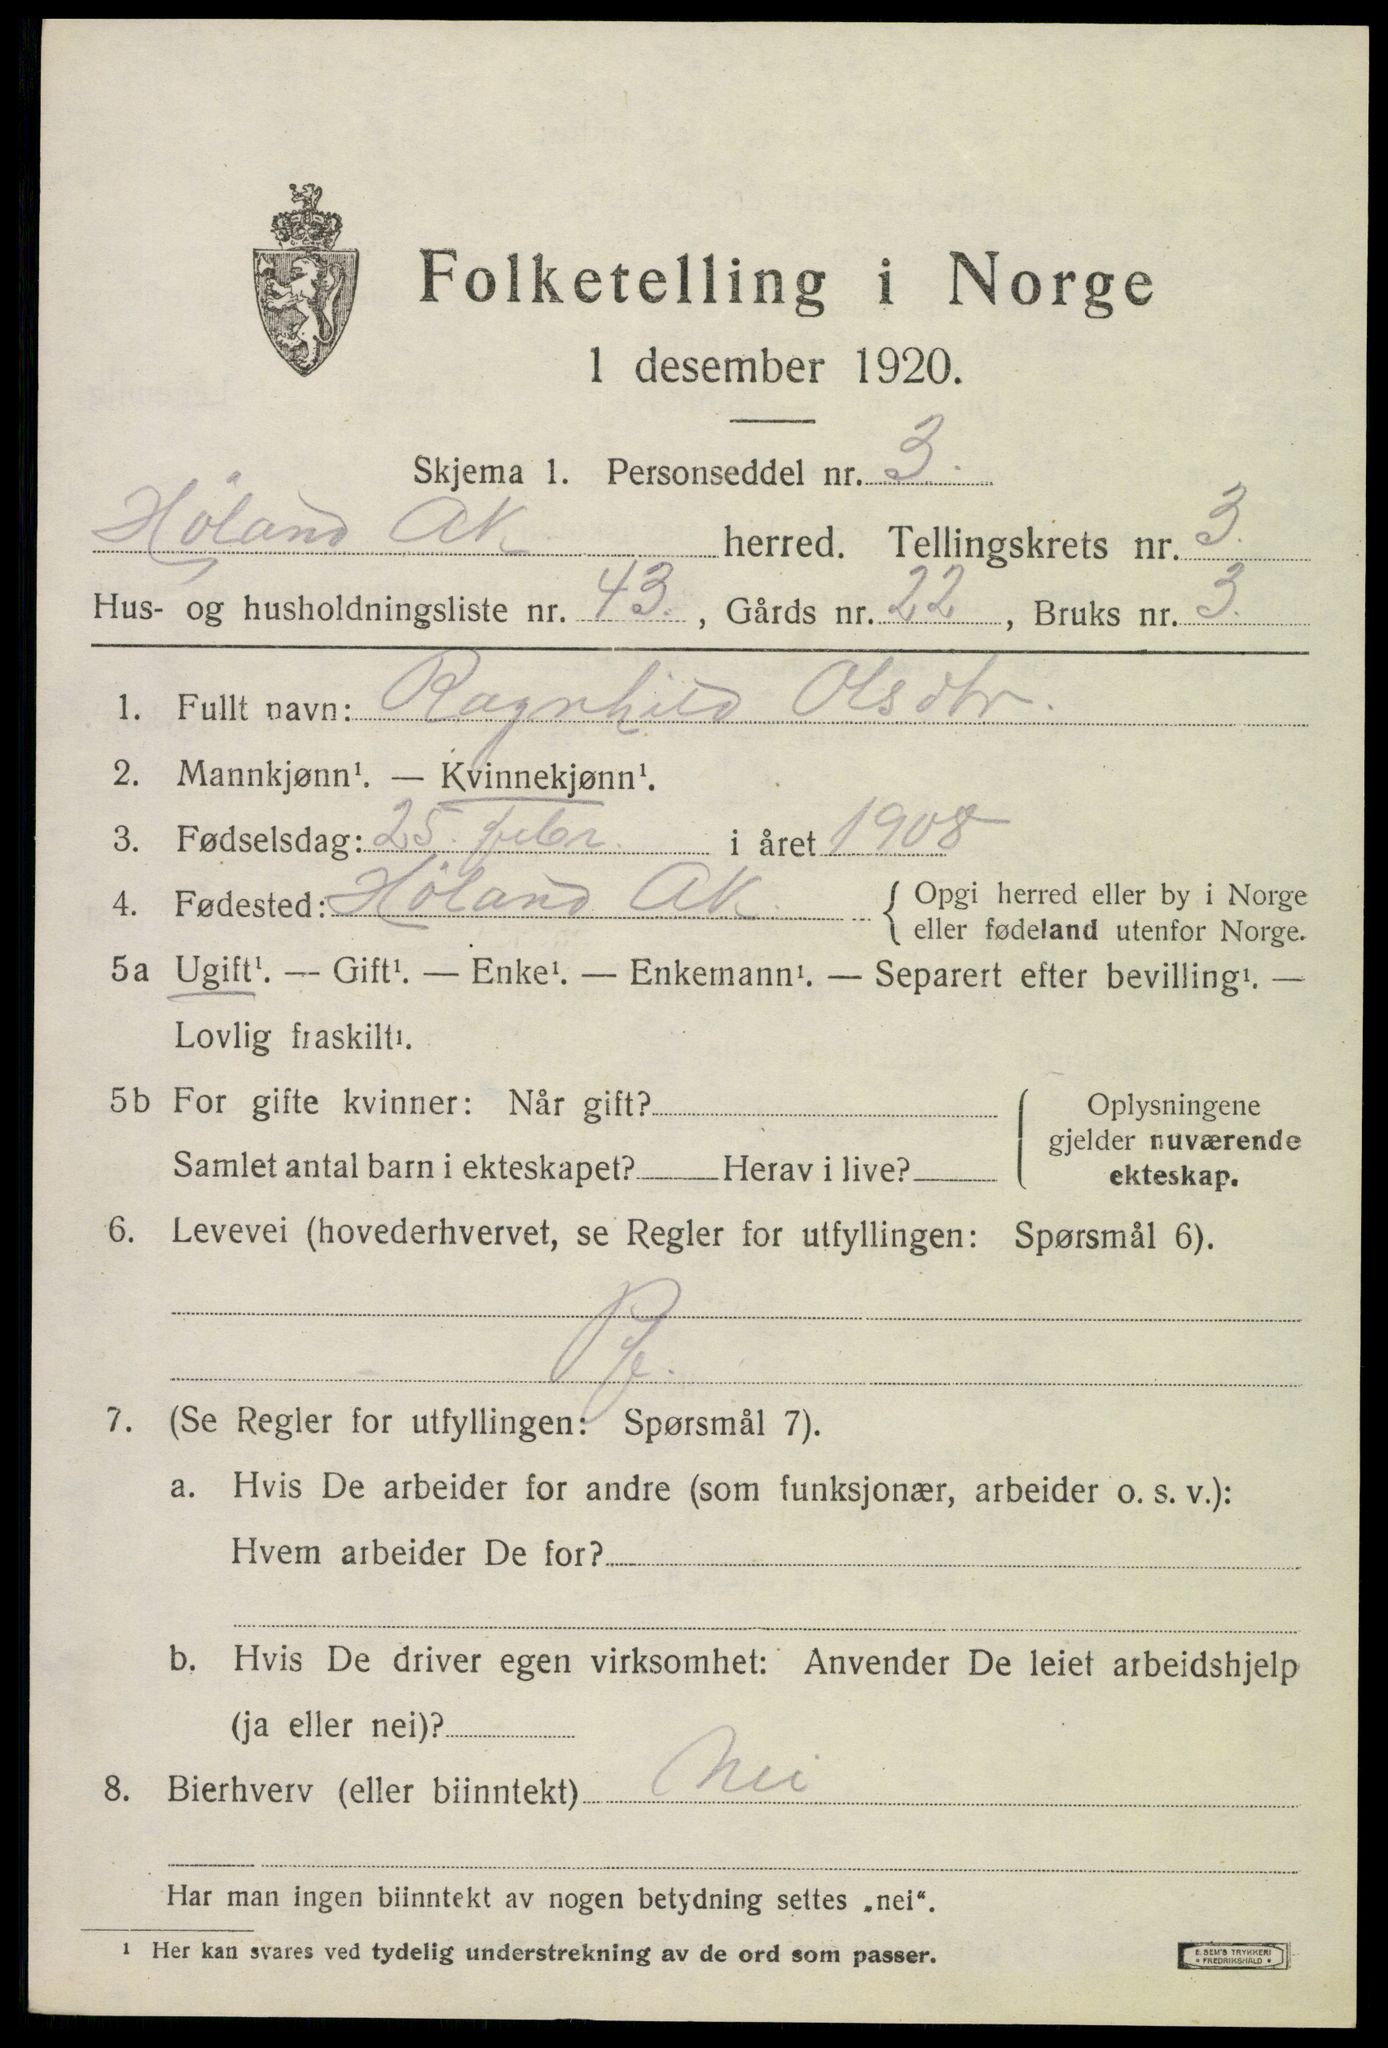 Folketelling i Norge
1 desember 1920.
Skjema 1. Personseddel nr. 3.
Høland AK herred. Tellingskrets nr. 3.
Hus- og husholdningsliste nr. 43. , Gårds nr. 22 , Bruks nr. 3.
1. Fullt navn: Ragnhild Olsdtr.
2. Mannkjønn¹. — Kvinnekjønn¹.
3. Fødselsdag: 25. febr. i året 1908
4. Fødested: Høland AK. { Opgi herred eller by i Norge
eller fødeland utenfor Norge.
5a Ugift¹. — Gift¹. — Enke¹. — Enkemann¹. — Separert efter bevilling¹. —
Lovlig fraskilt¹.
5b For gifte kvinner: Når gift?
Samlet antal barn i ekteskapet? Herav i live?
Oplysningene
gjelder nuværende
ekteskap.
6. Levevei (hovederhvervet, se Regler for utfyllingen: Spørsmål 6).
7. (Se Regler for utfyllingen: Spørsmål 7).
a. Hvis De arbeider for andre (som funksjonær, arbeider o. s. v.):
Hvem arbeider De for?
b. Hvis De driver egen virksomhet: Anvender De leiet arbeidshjelp
(ja eller nei)?
8. Bierhverv (eller biinntekt) Nei
Har man ingen biinntekt av nogen betydning settes „nei“.
¹ Her kan svares ved tydelig understrekning av de ord som passer.
E. SEM'S TRYKKERI
• FREDRIKSHALD •